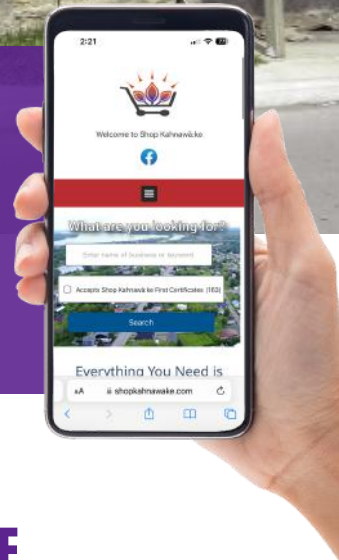 2:21
Welcome to Shop Kahnawà:ke
What are you looking for?
Enter name of business or keyword
Accepts Shop Kahnawà:ke First Certificates (163)
Search
Everything You Need is
AA shopkahnawake.com
F